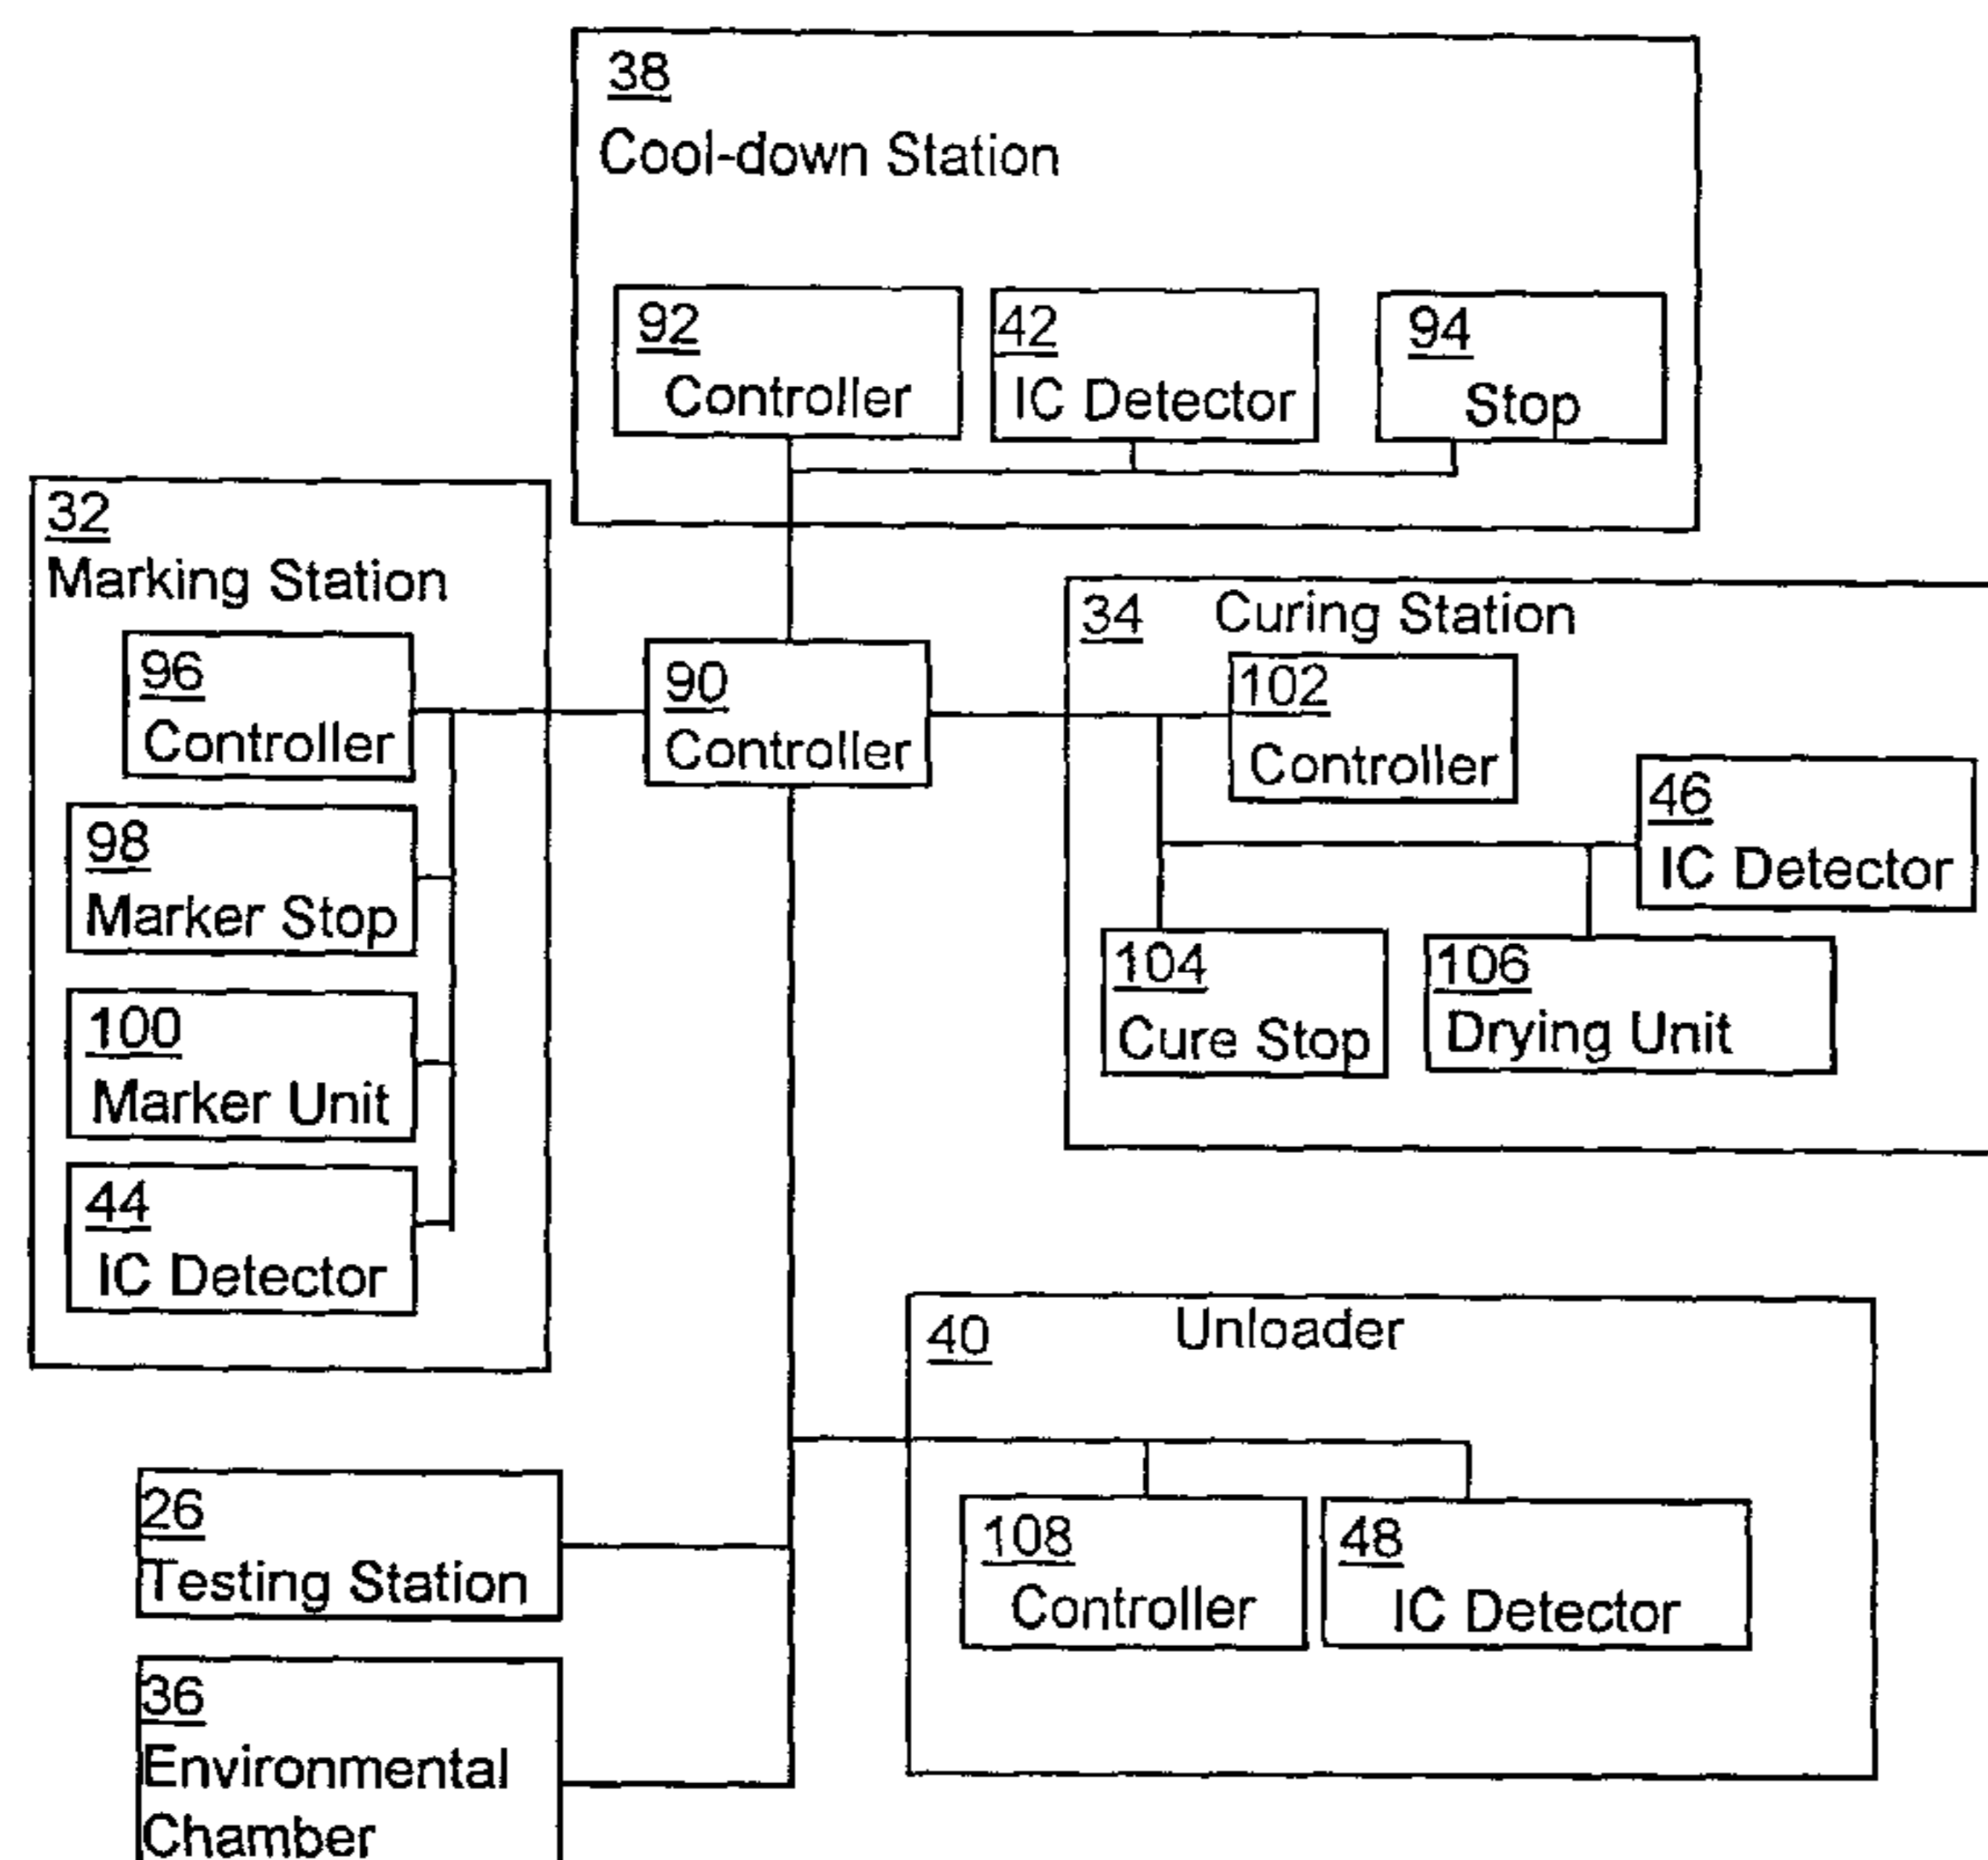 38
Cool-down Station
92
Controller
42
IC Detector
94
Stop
32
Marking Station
96
Controller
98
Marker Stop
100
Marker Unit
44
IC Detector
90
Controller
34 Curing Station
102
Controller
46
IC Detector
104
Cure Stop
106
Drying Unit
40 Unloader
108
Controller
48
IC Detector
26
Testing Station
36
Environmental
Chamber